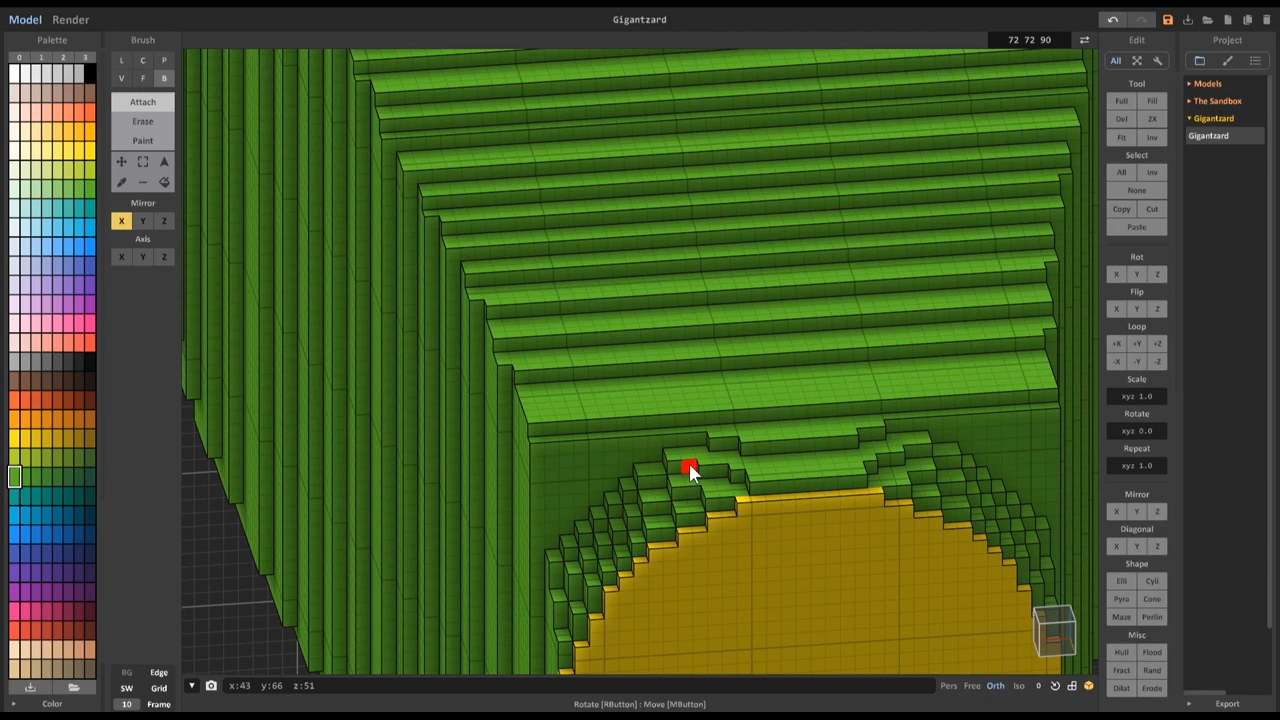 Model Render
Gigantzard
Palette
Brush
72 72 90
Edit
Project
0 1 2 3
L C P
V F B
Attach
Erase
Paint
Mirror
X Y Z
Axis
X Y Z
All
Tool
Full Fill
Del 2X
Fit Inv
Select
All Inv
None
Copy Cut
Paste
Rot
X Y Z
Flip
X Y Z
Loop
+X +Y +Z
-X -Y -Z
Scale
xyz 1.0
Rotate
xyz 0.0
Repeat
xyz 1.0
Mirror
X Y Z
Diagonal
X Y Z
Shape
Elli Cyli
Pyra Cone
Maze Perlin
Misc
Hull Flood
Fract Rand
Dilat Erode
Models
The Sandbox
Gigantzard
Gigantzard
BG Edge
SW Grid
10 Frame
Color
x:43 y:66 z:51
Pers Free Orth Iso 0
Rotate [RButton] : Move [MButton]
Export